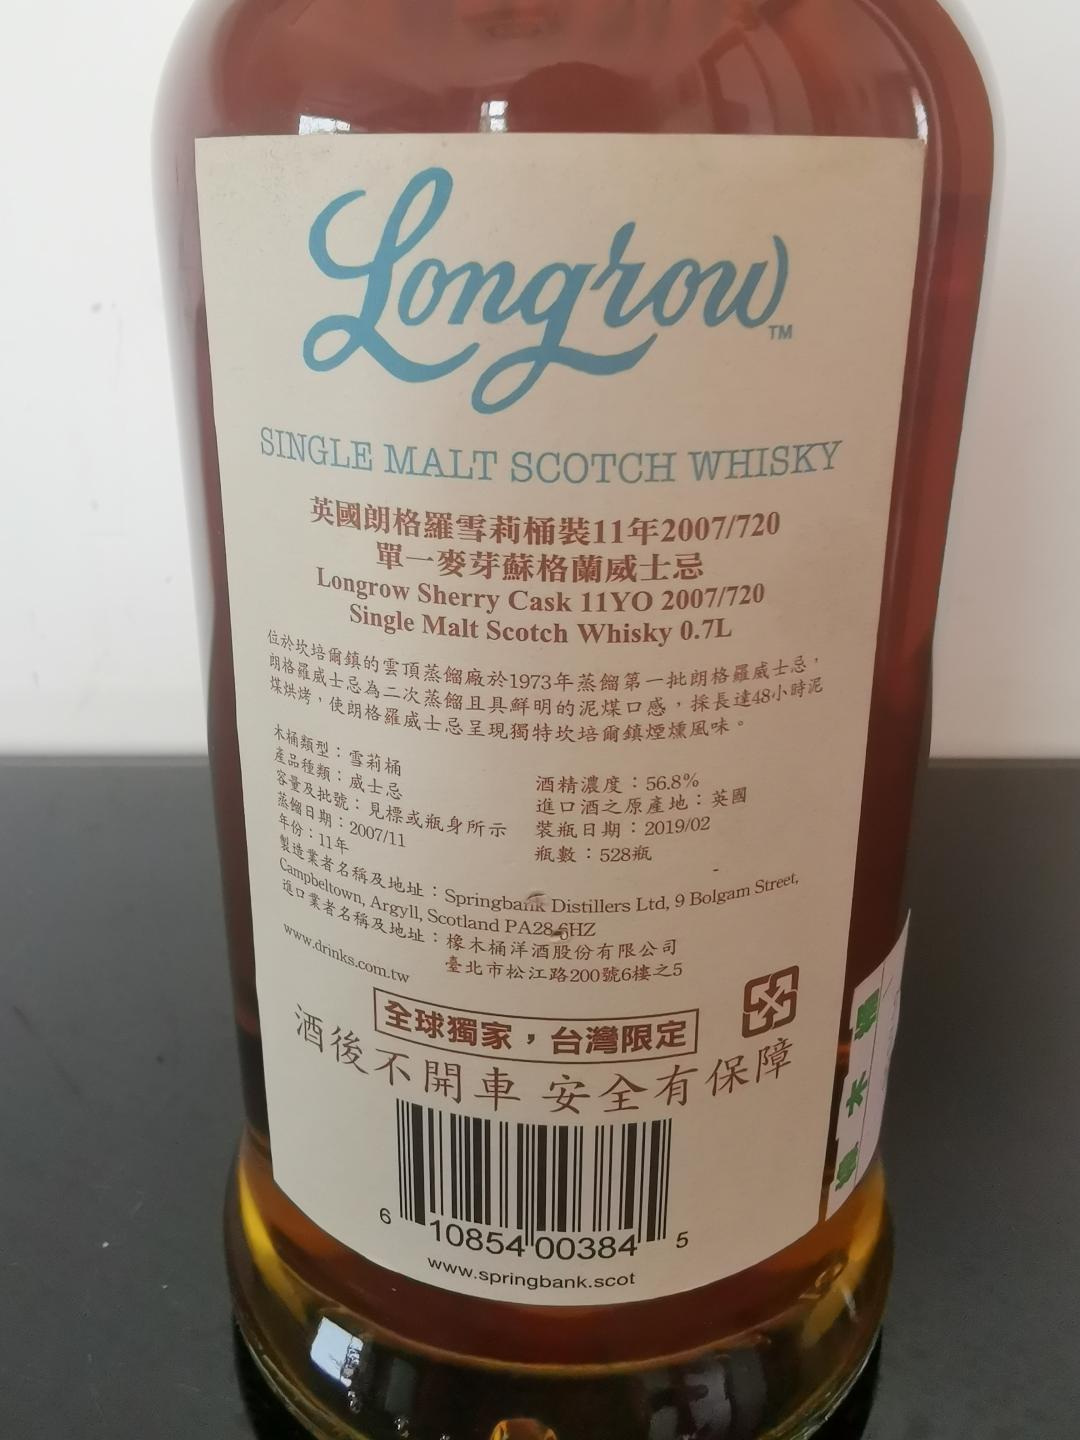 Longrow™
SINGLE MALT SCOTCH WHISKY
英國朗格羅雪莉桶裝11年2007/720
單一麥芽蘇格蘭威士忌
Longrow Sherry Cask 11YO 2007/720
Single Malt Scotch Whisky 0.7L
位於坎培爾鎮的雲頂蒸餾廠於1973年蒸餾第一批朗格羅威士忌，
朗格羅威士忌為二次蒸餾且具鮮明的泥煤口感，採長達48小時泥
煤烘烤，使朗格羅威士忌呈現獨特坎培爾鎮煙燻風味。
木桶類型：雪莉桶
產品種類：威士忌
容量及批號：見標或瓶身所示
蒸餾日期：2007/11
年份：11年
酒精濃度：56.8%
進口酒之原產地：英國
裝瓶日期：2019/02
瓶數：528瓶
製造業者名稱及地址：Springbank Distillers Ltd, 9 Bolgam Street,
Campbeltown, Argyll, Scotland PA28 6HZ
進口業者名稱及地址：橡木桶洋酒股份有限公司
臺北市松江路200號6樓之5
www.drinks.com.tw
全球獨家，台灣限定
酒後不開車 安全有保障
6 10854 00384 5
www.springbank.scot